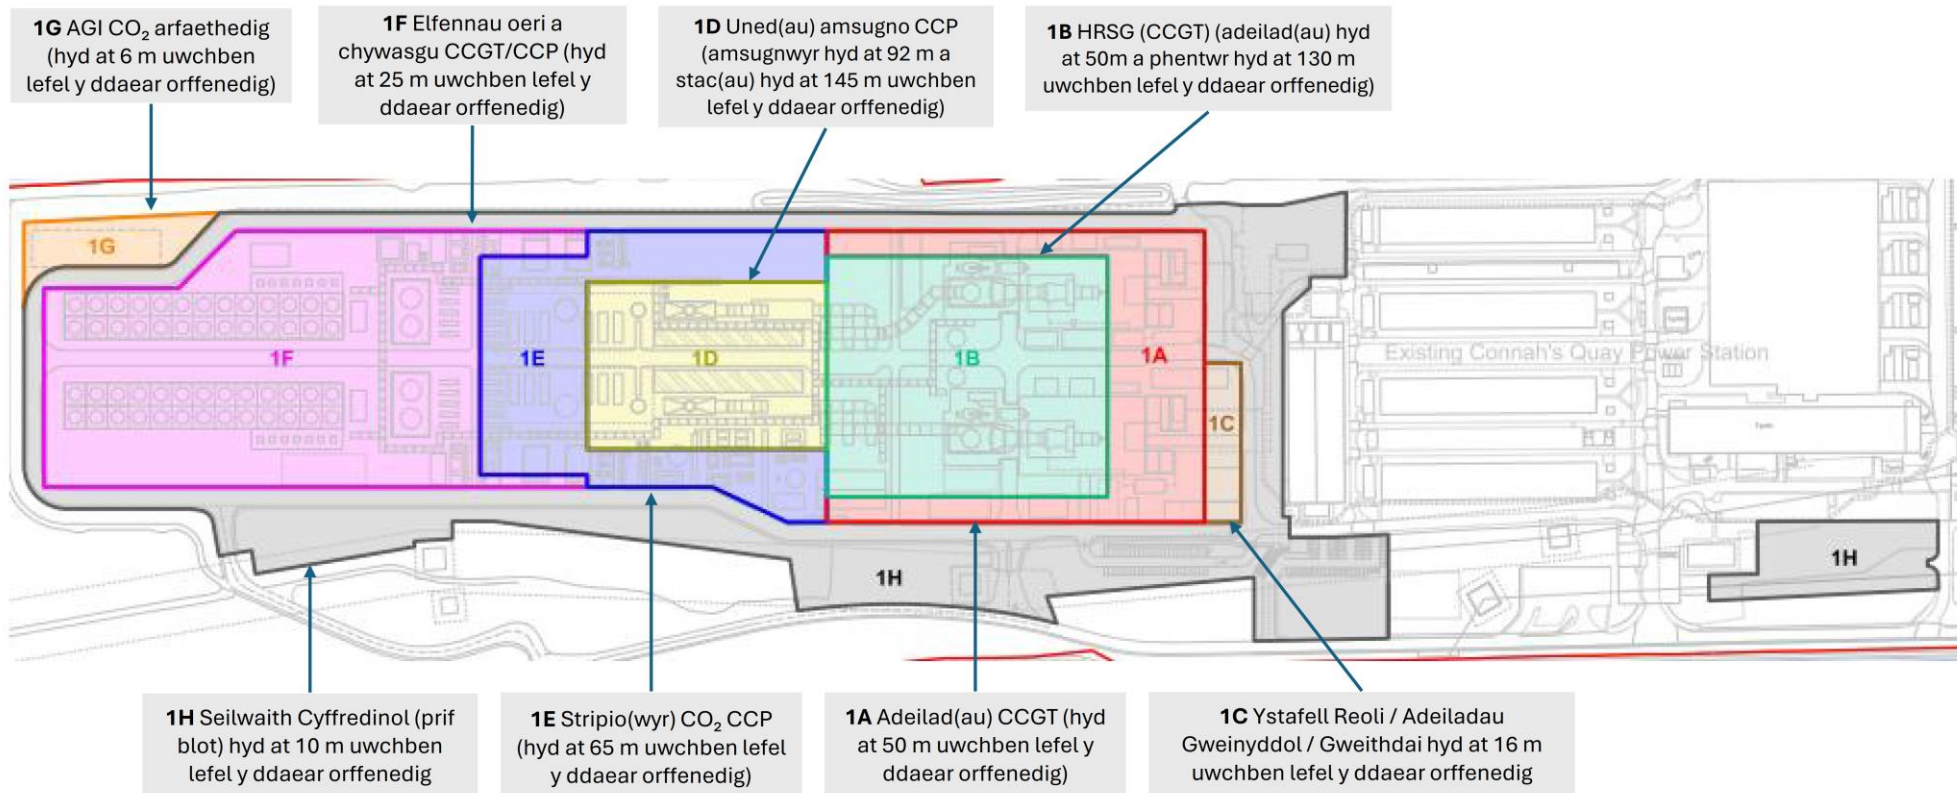 1G AGI CO₂ arfaethedig
(hyd at 6 m uwchben
lefel y ddaear orffenedig)
1F Elfennau oeri a
chywasgu CCGT/CCP (hyd
at 25 m uwchben lefel y
ddaear orffenedig)
1D Uned(au) amsugno CCP
(amsugnwyr hyd at 92 m a
stac(au) hyd at 145 m uwchben
lefel y ddaear orffenedig)
1B HRSG (CCGT) (adeilad(au) hyd
at 50m a phentwr hyd at 130 m
uwchben lefel y ddaear orffenedig)
1G
1F
1E
1D
1B
1A
1C
Existing Connah's Quay Power Station
1H
1H
1H Seilwaith Cyffredinol (prif
blot) hyd at 10 m uwchben
lefel y ddaear orffenedig
1E Stripio(wyr) CO₂ CCP
(hyd at 65 m uwchben lefel
y ddaear orffenedig)
1A Adeilad(au) CCGT (hyd
at 50 m uwchben lefel y
ddaear orffenedig)
1C Ystafell Reoli / Adeiladau
Gweinyddol / Gweithdai hyd at 16 m
uwchben lefel y ddaear orffenedig